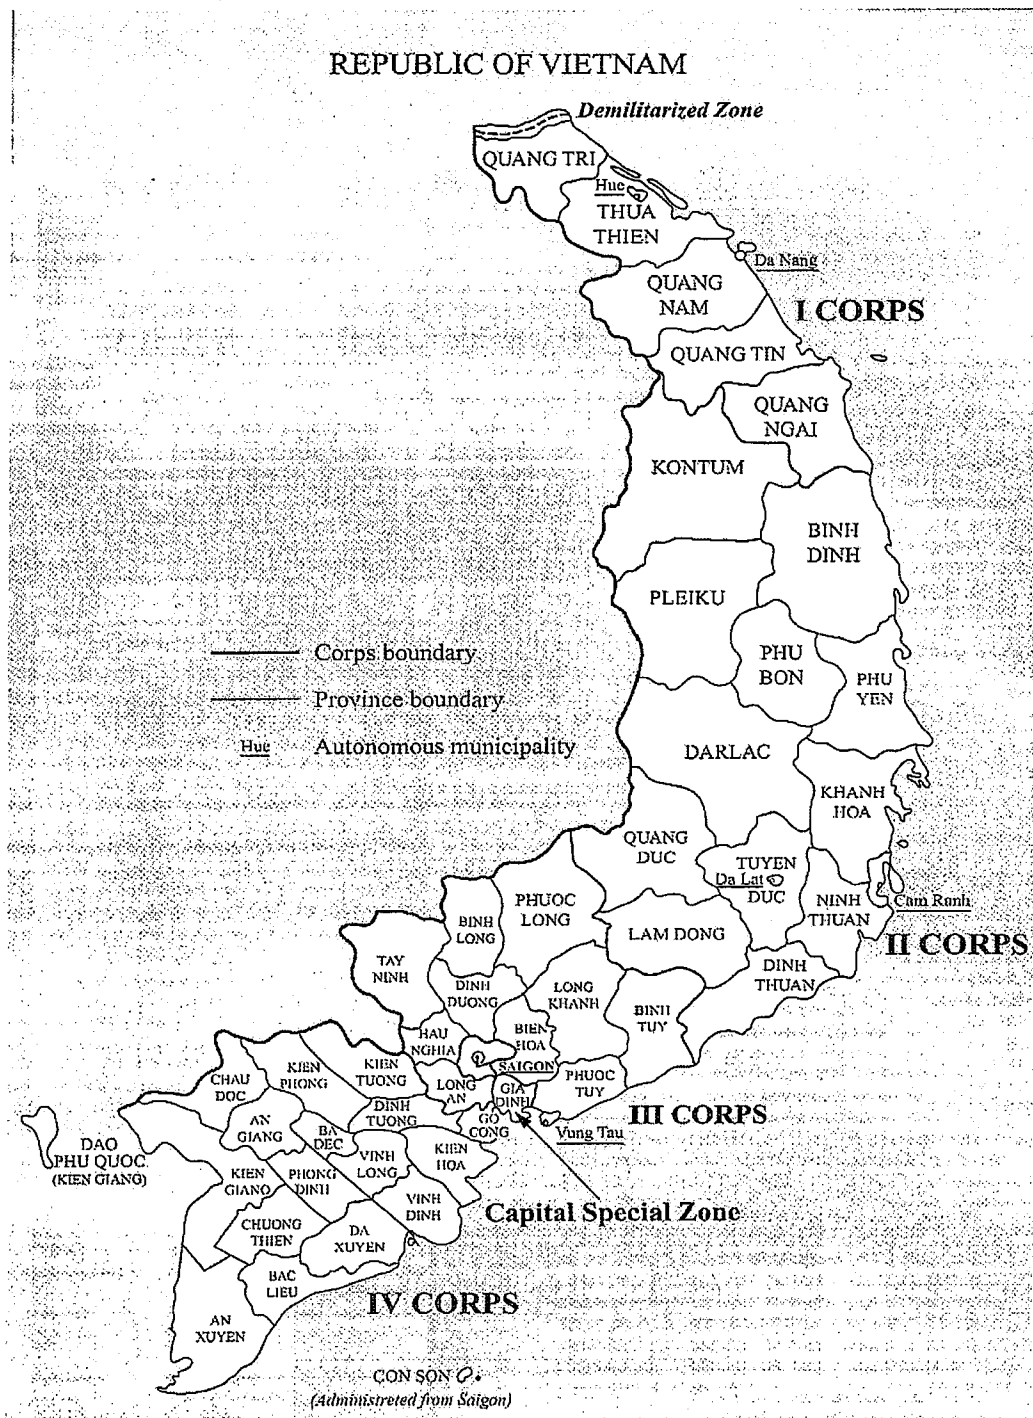 REPUBLIC OF VIETNAM
Demilitarized Zone
QUANG TRI
Hue
THUA
THIEN
Da Nang
QUANG
NAM
I CORPS
QUANG TIN
QUANG
NGAI
KONTUM
BINH
DINH
PLEIKU
Corps boundary
PHU
BON
PHU
YEN
Province boundary
Hue Autonomous municipality
DARLAC
KHANH
HOA
QUANG
DUC
TUYEN
Da Lat
DUC
PHUOC
LONG
BINH
LONG
NINH
THUAN
Cam Ranh
LAM DONG
II CORPS
TAY
NINH
DINH
DUONG
LONG
KHANH
DINH
THUAN
BINH
TUY
HAU
NGHIA
BIEN
HOA
SAIGON
KIEN
PHONG
KIEN
TUONG
CHAU
DOC
LONG
AN
GIA
DINH
PHUOC
TUY
III CORPS
AN
GIANG
DINH
TUONG
BA
DEC
GO
CONG
Vung Tau
DAO
PHU QUOC
(KIEN GIANG)
VINH
LONG
KIEN
HOA
KIEN
GIANG
PHONG
DINH
VINH
DINH
Capital Special Zone
CHUONG
THIEN
DA
XUYEN
BAC
LIEU
IV CORPS
AN
XUYEN
CON SON
(Administreted from Saigon)